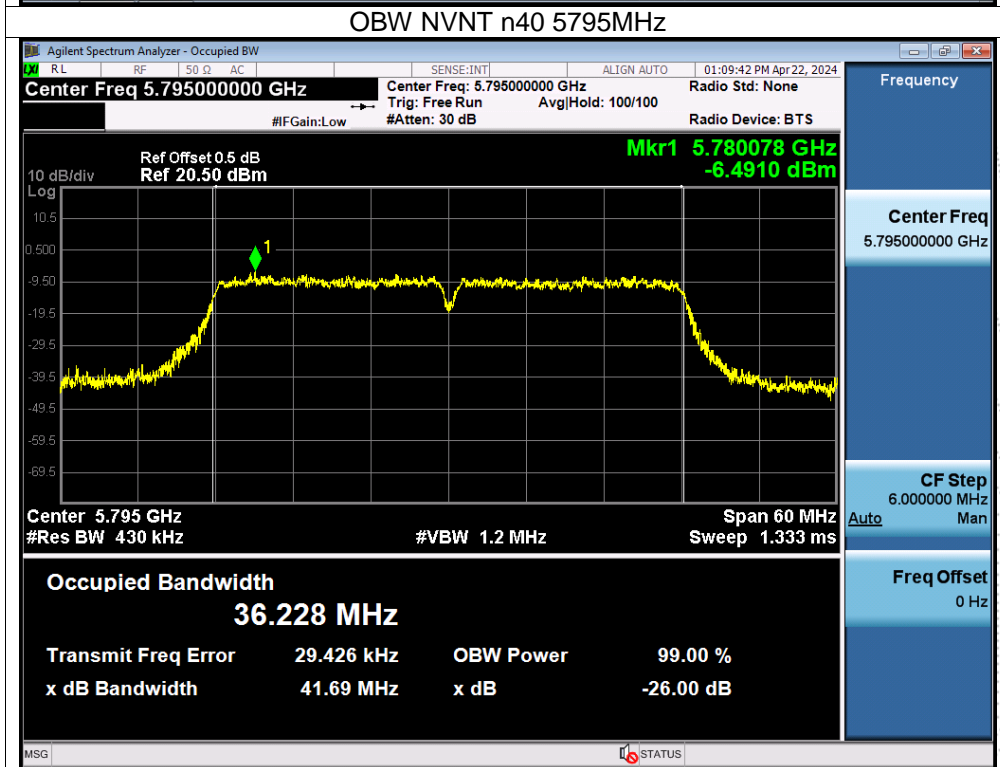 OBW NVNT n40 5795MHz
Agilent Spectrum Analyzer - Occupied BW
LXI RL RF 50 Ω AC SENSE:INT ALIGN AUTO 01:09:42 PM Apr 22, 2024
Center Freq 5.795000000 GHz
Center Freq: 5.795000000 GHz Radio Std: None
Trig: Free Run Avg|Hold: 100/100
#IFGain:Low #Atten: 30 dB Radio Device: BTS
Frequency
Mkr1 5.780078 GHz
-6.4910 dBm
Ref Offset 0.5 dB
10 dB/div Ref 20.50 dBm
Log
10.5
0.500
-9.50
-19.5
-29.5
-39.5
-49.5
-59.5
-69.5
1
Center 5.795 GHz Span 60 MHz
#Res BW 430 kHz #VBW 1.2 MHz Sweep 1.333 ms
Center Freq
5.795000000 GHz
CF Step
6.000000 MHz
Auto Man
Freq Offset
0 Hz
Occupied Bandwidth
36.228 MHz
Transmit Freq Error 29.426 kHz OBW Power 99.00 %
x dB Bandwidth 41.69 MHz x dB -26.00 dB
MSG STATUS